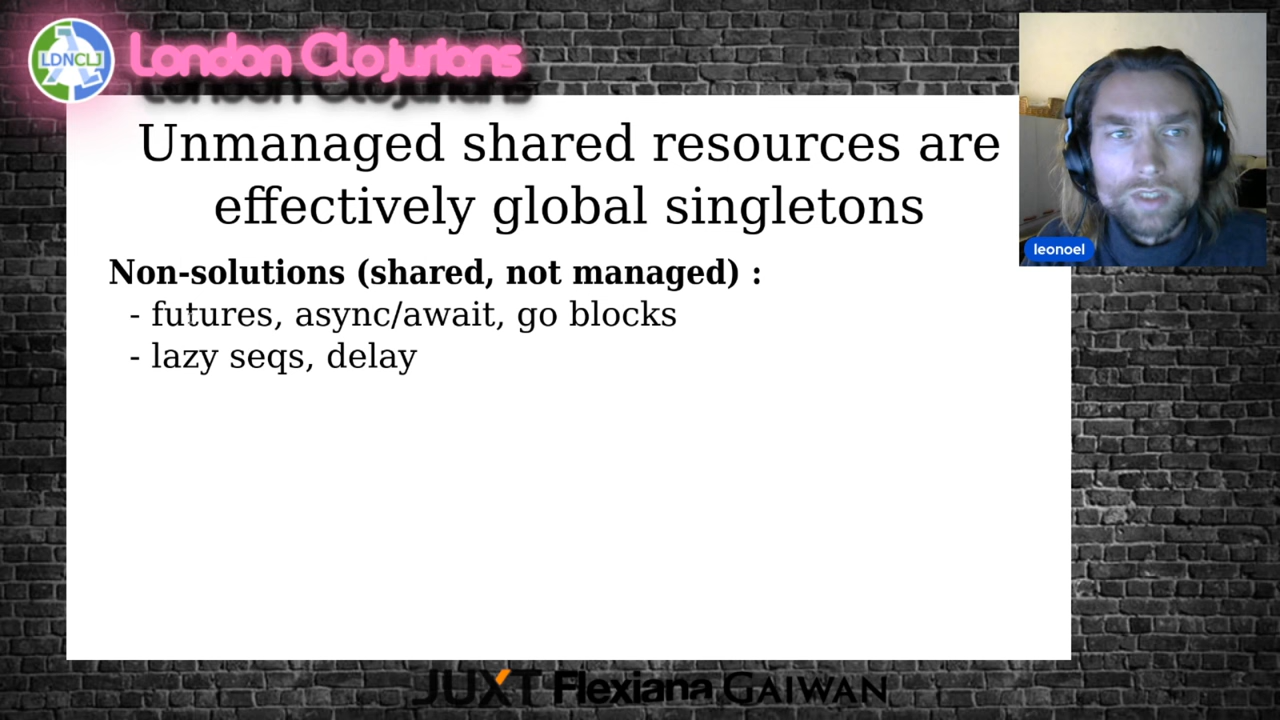 LDNCLJ
London Clojurians
Unmanaged shared resources are
effectively global singletons
Non-solutions (shared, not managed) :
- futures, async/await, go blocks
- lazy seqs, delay
leonoel
JUXT Flexiana GAIWAN